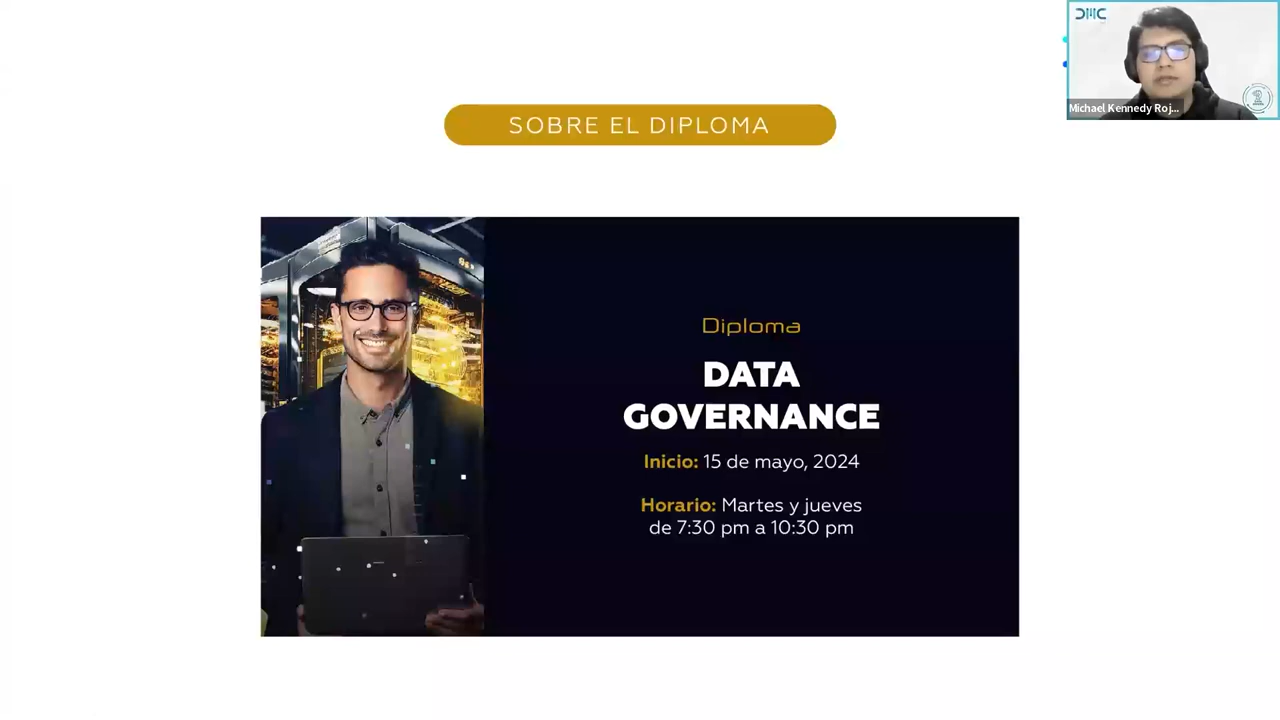 DMC
Michael Kennedy Roj...
SOBRE EL DIPLOMA
Diploma
DATA
GOVERNANCE
Inicio: 15 de mayo, 2024
Horario: Martes y jueves
de 7:30 pm a 10:30 pm